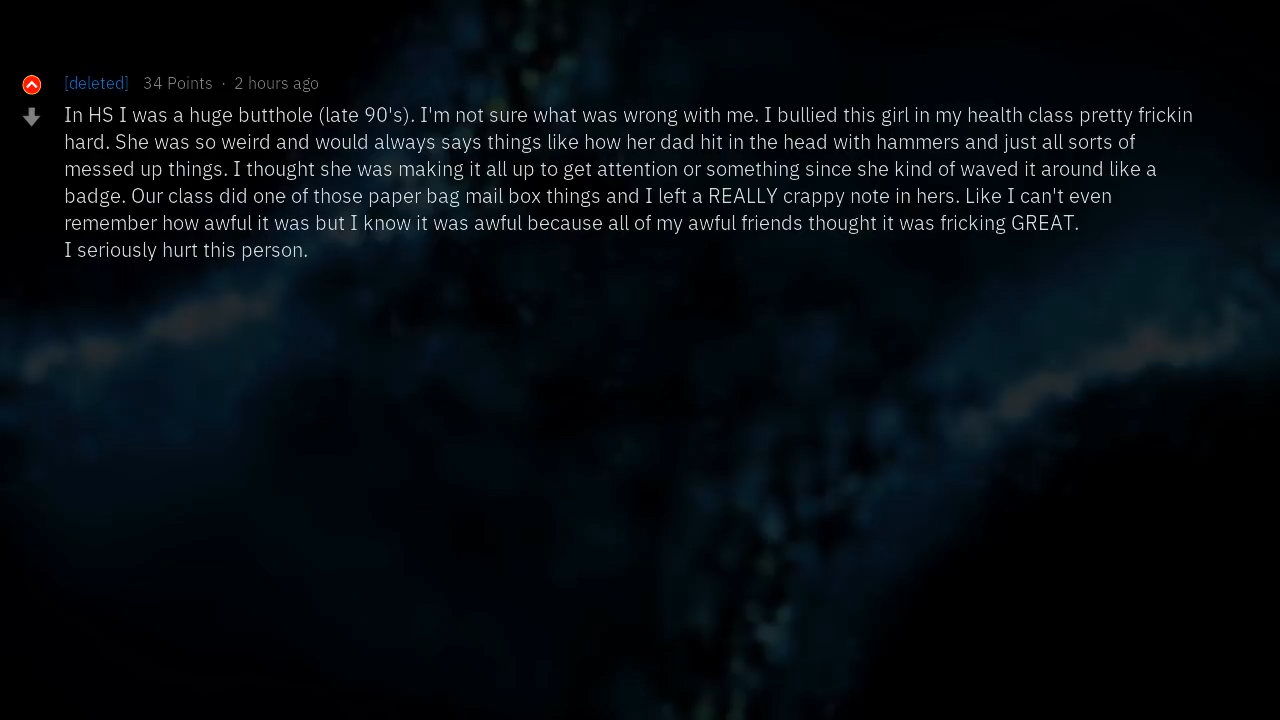 [deleted] 34 Points · 2 hours ago
In HS I was a huge butthole (late 90's). I'm not sure what was wrong with me. I bullied this girl in my health class pretty frickin
hard. She was so weird and would always says things like how her dad hit in the head with hammers and just all sorts of
messed up things. I thought she was making it all up to get attention or something since she kind of waved it around like a
badge. Our class did one of those paper bag mail box things and I left a REALLY crappy note in hers. Like I can't even
remember how awful it was but I know it was awful because all of my awful friends thought it was fricking GREAT.
I seriously hurt this person.